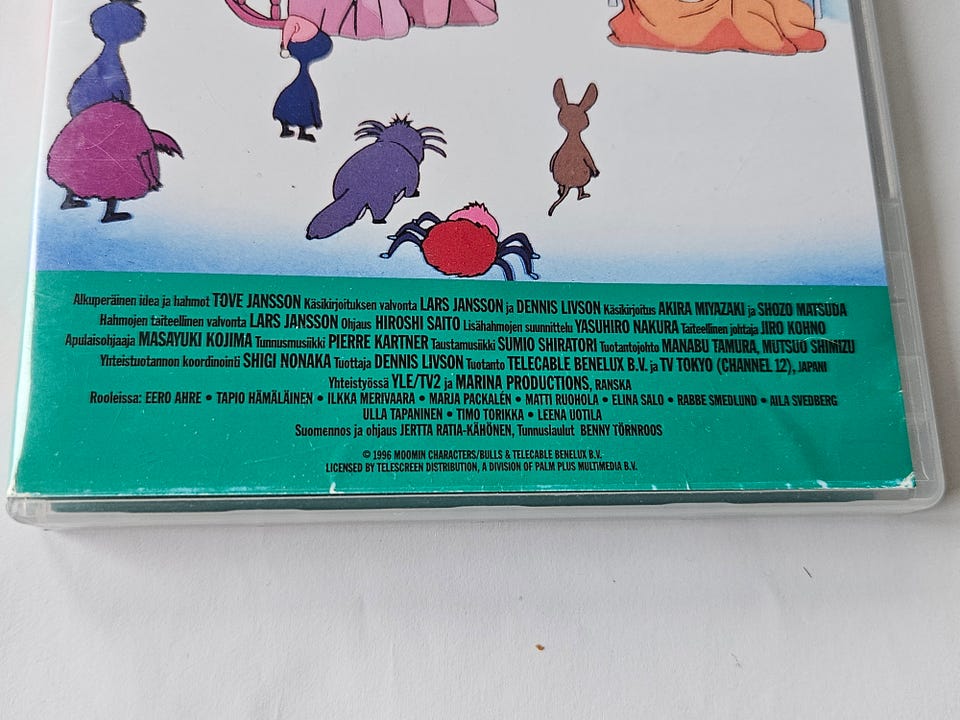 Alkuperäinen idea ja hahmot TOVE JANSSON Käsikirjoituksen valvonta LARS JANSSON ja DENNIS LIVSON Käsikirjoitus AKIRA MIYAZAKI ja SHOZO MATSUDA
Hahmojen taiteellinen valvonta LARS JANSSON Ohjaus HIROSHI SAITO Lisähahmojen suunnittelu YASUHIRO NAKURA Taiteellinen johtaja JIRO KOHNO
Apulaisohjaaja MASAYUKI KOJIMA Tunnusmusiikki PIERRE KARTNER Taustamusiikki SUMIO SHIRATORI Tuotantojohto MANABU TAMURA, MUTSUO SHIMIZU
Yhteistuotannon koordinointi SHIGI NONAKA Tuottaja DENNIS LIVSON Tuotanto TELECABLE BENELUX B.V. ja TV TOKYO (CHANNEL 12), JAPANI
Yhteistyössä YLE/TV2 ja MARINA PRODUCTIONS, RANSKA
Rooleissa: EERO AHRE • TAPIO HÄMÄLÄINEN • ILKKA MERIVAARA • MARJA PACKALÉN • MATTI RUOHOLA • ELINA SALO • RABBE SMEDLUND • AILA SVEDBERG
ULLA TAPANINEN • TIMO TORIKKA • LEENA UOTILA
Suomennos ja ohjaus JERTTA RATIA-KÄHÖNEN, Tunnuslaulut BENNY TÖRNROOS
© 1996 MOOMIN CHARACTERS/BULLS & TELECABLE BENELUX B.V.
LICENSED BY TELESCREEN DISTRIBUTION, A DIVISION OF PALM PLUS MULTIMEDIA B.V.